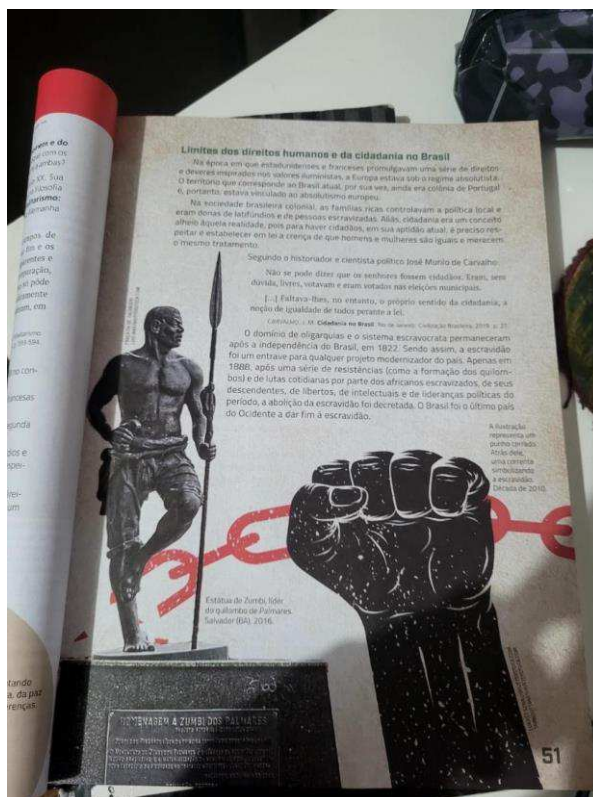 Limites dos direitos humanos e da cidadania no Brasil
Na época em que estadunidenses e franceses promulgavam uma série de direitos
e deveres inspirados nos valores iluministas, a Europa estava sob o regime absolutista.
O território que corresponde ao Brasil atual, por sua vez, ainda era colônia de Portugal
e, portanto, estava vinculado ao absolutismo europeu.
Na sociedade brasileira colonial, as famílias ricas controlavam a política local e
eram donas de latifúndios e de pessoas escravizadas. Aliás, cidadania era um conceito
alheio àquela realidade, pois para haver cidadãos, em sua aptidão atual, é preciso res-
peitar e estabelecer em lei a crença de que homens e mulheres são iguais e merecem
o mesmo tratamento.
Segundo o historiador e cientista político José Murilo de Carvalho:
Não se pode dizer que os senhores fossem cidadãos. Eram, sem
dúvida, livres, votavam e eram votados nas eleições municipais.
[...] Faltava-lhes, no entanto, o próprio sentido da cidadania, a
noção de igualdade de todos perante a lei.
CARVALHO, J. M. Cidadania no Brasil. Rio de Janeiro: Civilização Brasileira, 2019. p.
O domínio de oligarquias e o sistema escravocrata permaneceram
após a independência do Brasil, em 1822. Sendo assim, a escravidão
foi um entrave para qualquer projeto modernizador do país. Apenas em
1888, após uma série de resistências (como a formação dos quilom-
bos) e de lutas cotidianas por parte dos africanos escravizados, de seus
descendentes, de libertos, de intelectuais e de lideranças políticas do
período, a abolição da escravidão foi decretada. O Brasil foi o último país
do Ocidente a dar fim à escravidão.
A ilustração
representa um
punho cerrado.
Atrás dele,
uma corrente
simbolizando
a escravidão.
Década de 2010.
Estátua de Zumbi, líder
do quilombo de Palmares.
Salvador (BA), 2016.
HOMENAGEM A ZUMBI DOS PALMARES
51